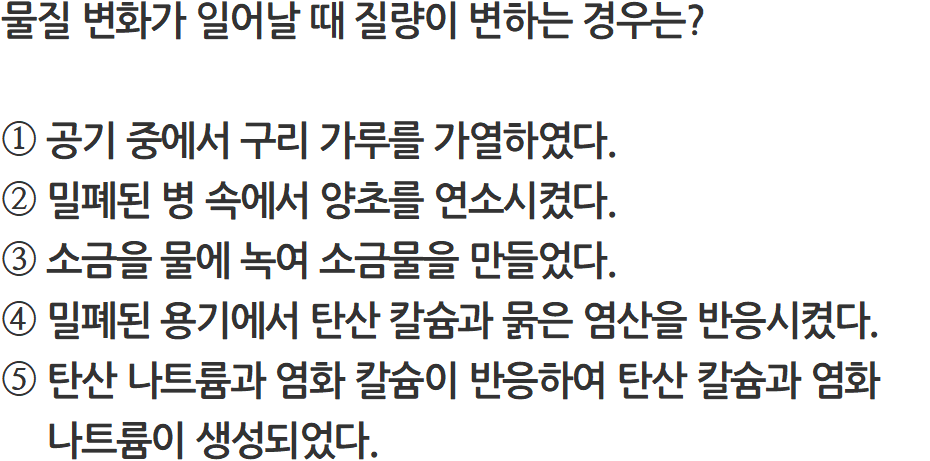 물질 변화가 일어날 때 질량이 변하는 경우는?
① 공기 중에서 구리 가루를 가열하였다.
② 밀폐된 병 속에서 양초를 연소시켰다.
③ 소금을 물에 녹여 소금물을 만들었다.
④ 밀폐된 용기에서 탄산 칼슘과 묽은 염산을 반응시켰다.
⑤ 탄산 나트륨과 염화 칼슘이 반응하여 탄산 칼슘과 염화
나트륨이 생성되었다.